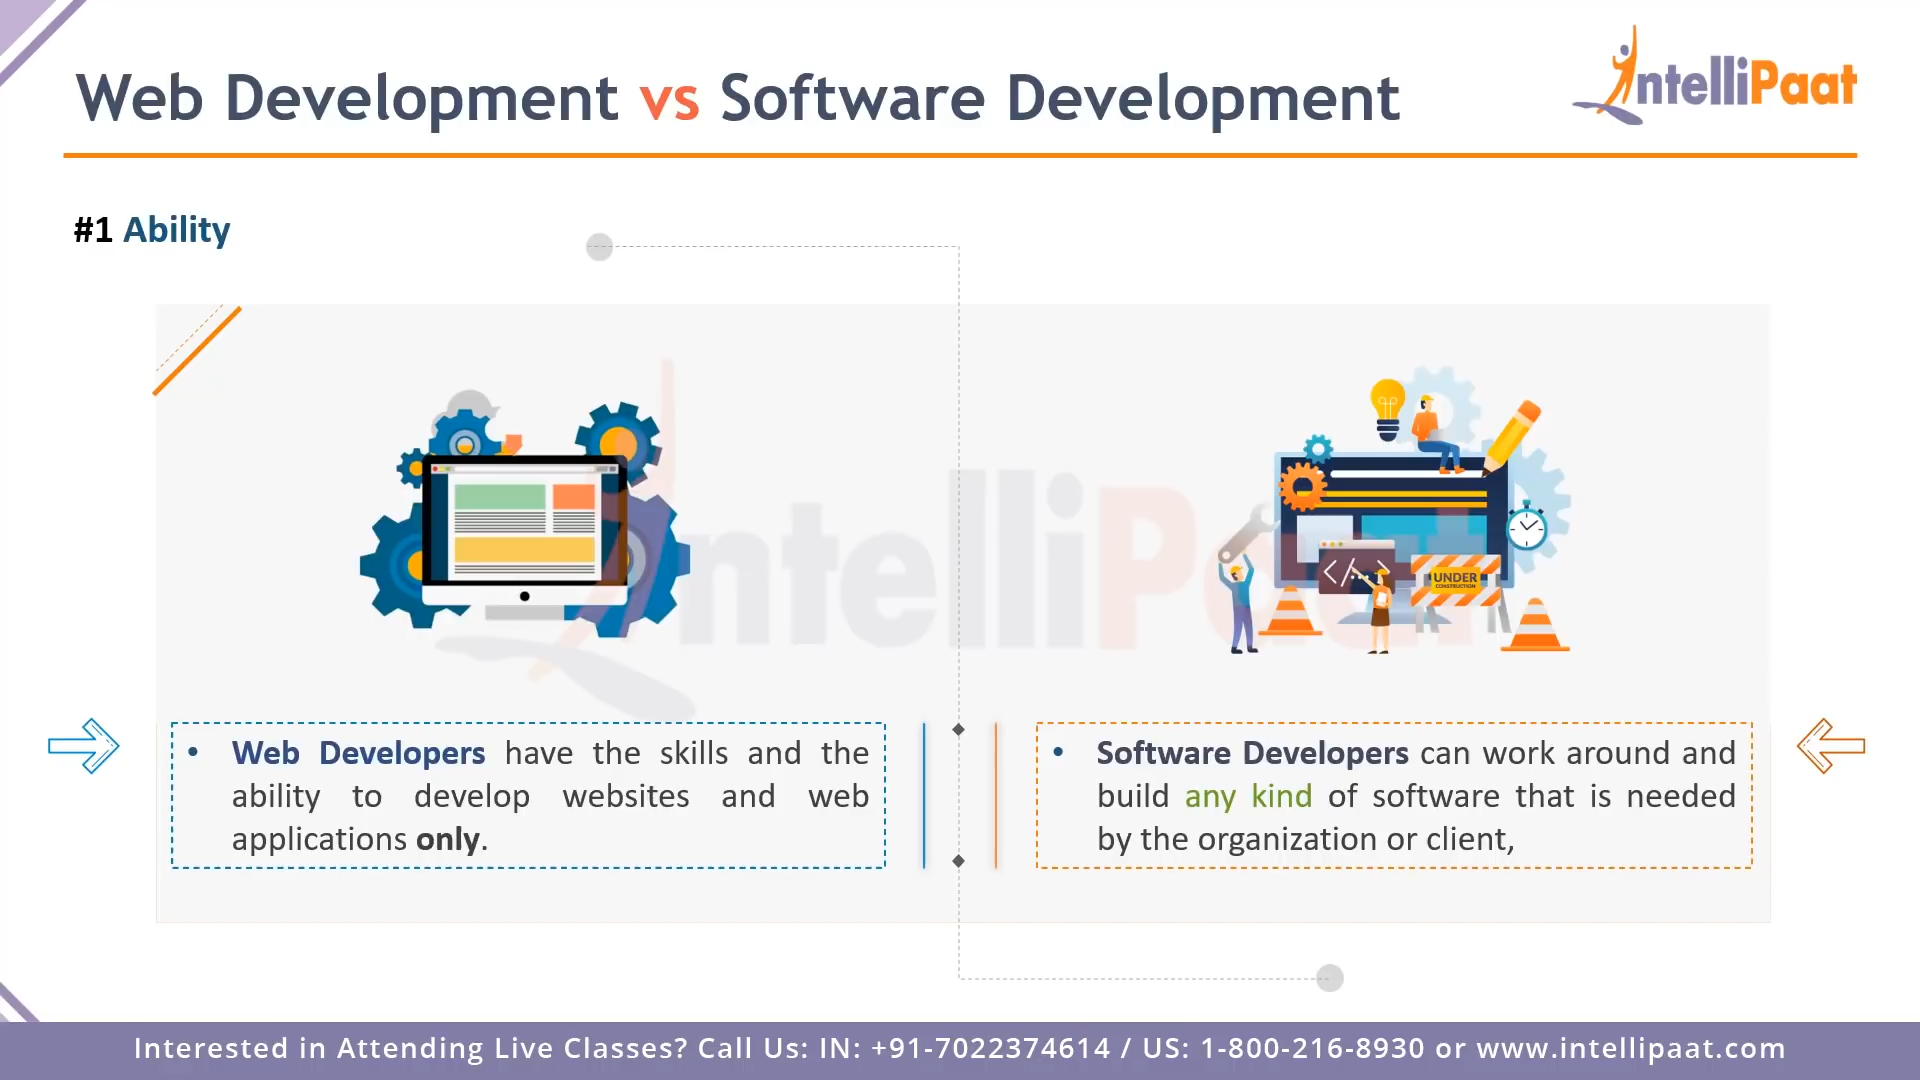 Web Development vs Software Development
IntelliPaat
#1 Ability
IntelliPaat
</>
UNDER
CONSTRUCTION
• Web Developers have the skills and the
ability to develop websites and web
applications only.
• Software Developers can work around and
build any kind of software that is needed
by the organization or client,
Interested in Attending Live Classes? Call Us: IN: +91-7022374614 / US: 1-800-216-8930 or www.intellipaat.com